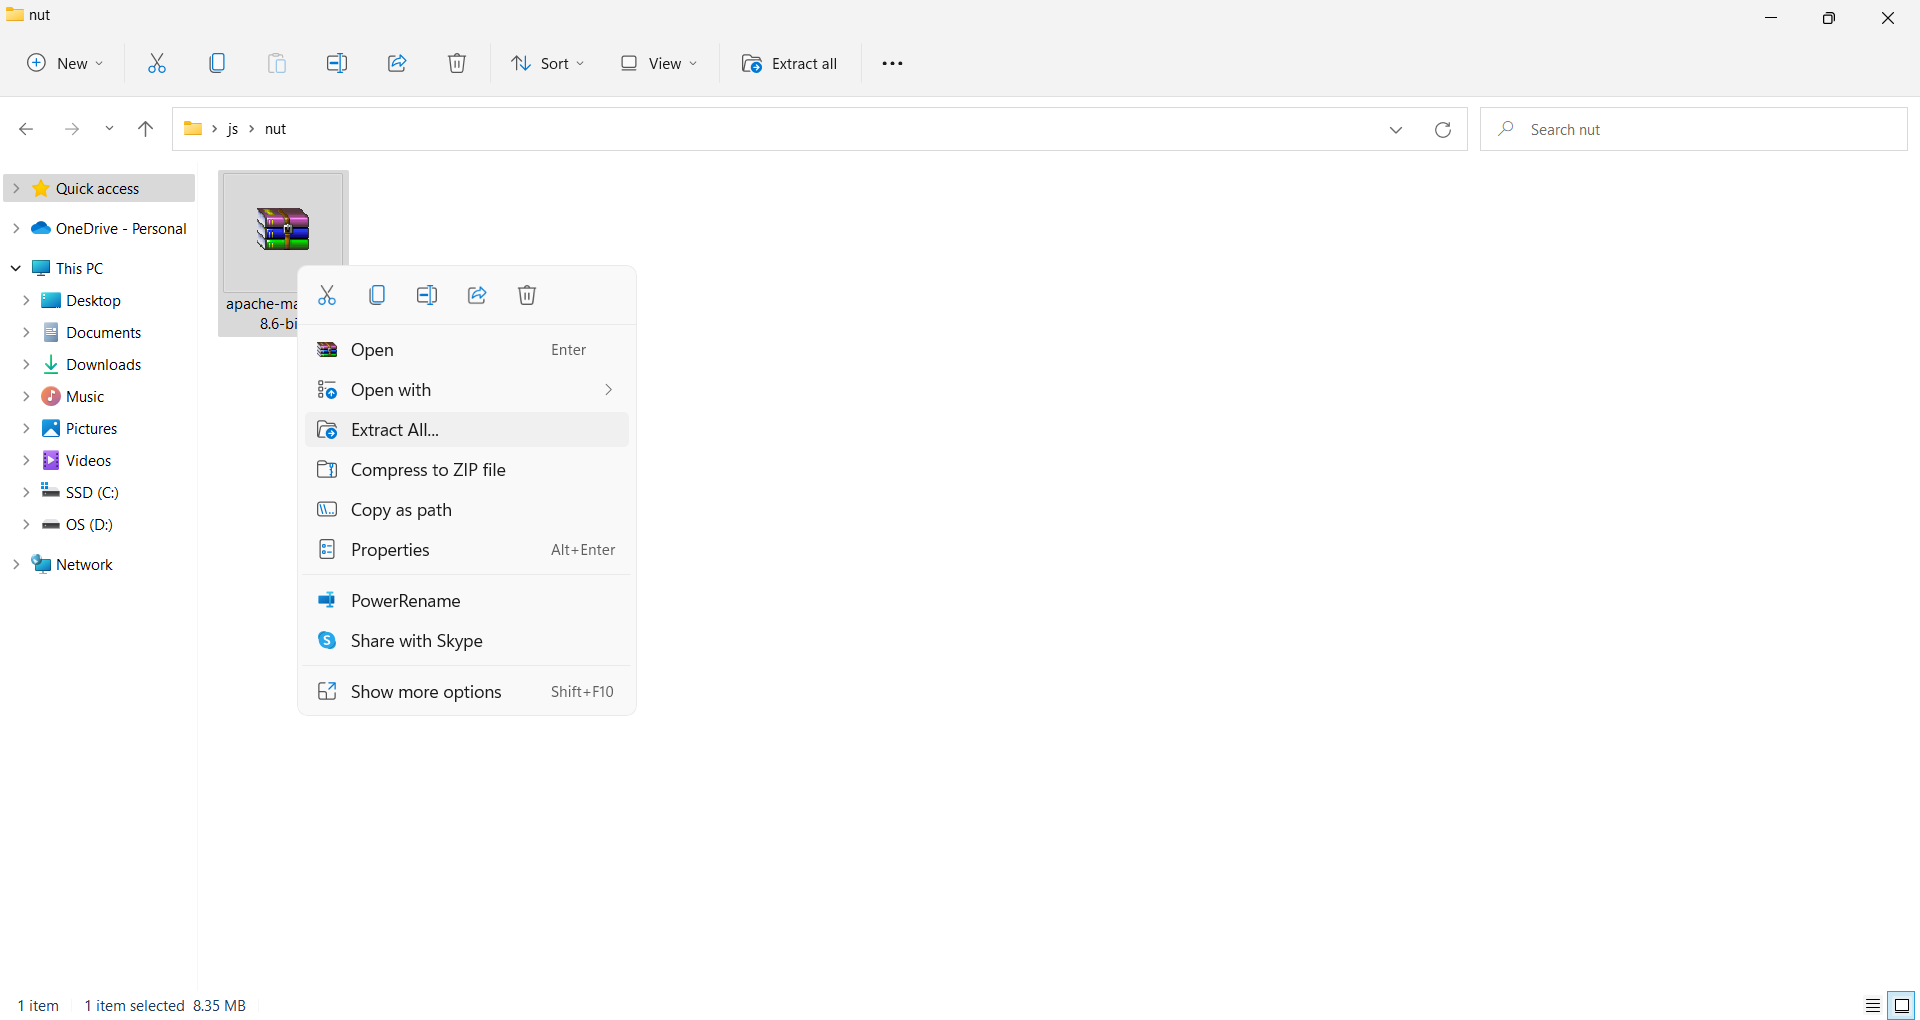 nut
New
Sort
View
Extract all
js
nut
Search nut
Quick access
OneDrive - Personal
This PC
Desktop
Documents
Downloads
Music
Pictures
Videos
SSD (C:)
OS (D:)
Network
apache-ma
8.6-bi
Open Enter
Open with
Extract All...
Compress to ZIP file
Copy as path
Properties Alt+Enter
PowerRename
Share with Skype
Show more options Shift+F10
1 item 1 item selected 8.35 MB